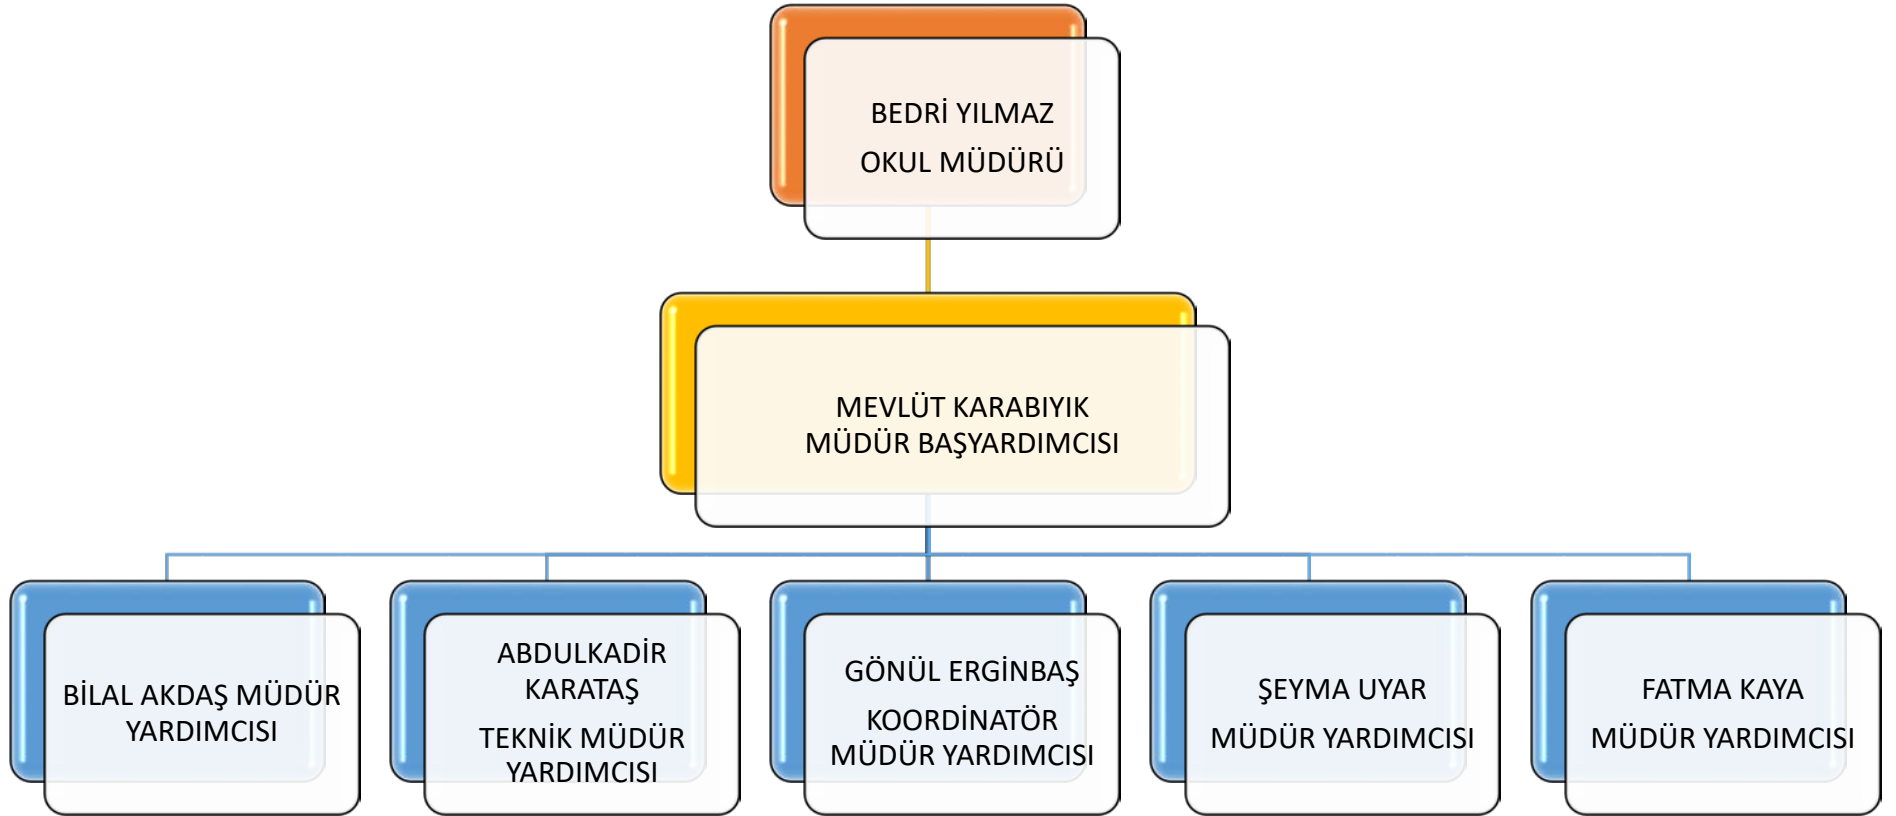 BEDRİ YILMAZ
OKUL MÜDÜRÜ
MEVLÜT KARABIYIK
MÜDÜR BAŞYARDIMCISI
BİLAL AKDAŞ MÜDÜR
YARDIMCISI
ABDULKADİR
KARATAŞ
TEKNİK MÜDÜR
YARDIMCISI
GÖNÜL ERGİNBAŞ
KOORDİNATÖR
MÜDÜR YARDIMCISI
ŞEYMA UYAR
MÜDÜR YARDIMCISI
FATMA KAYA
MÜDÜR YARDIMCISI